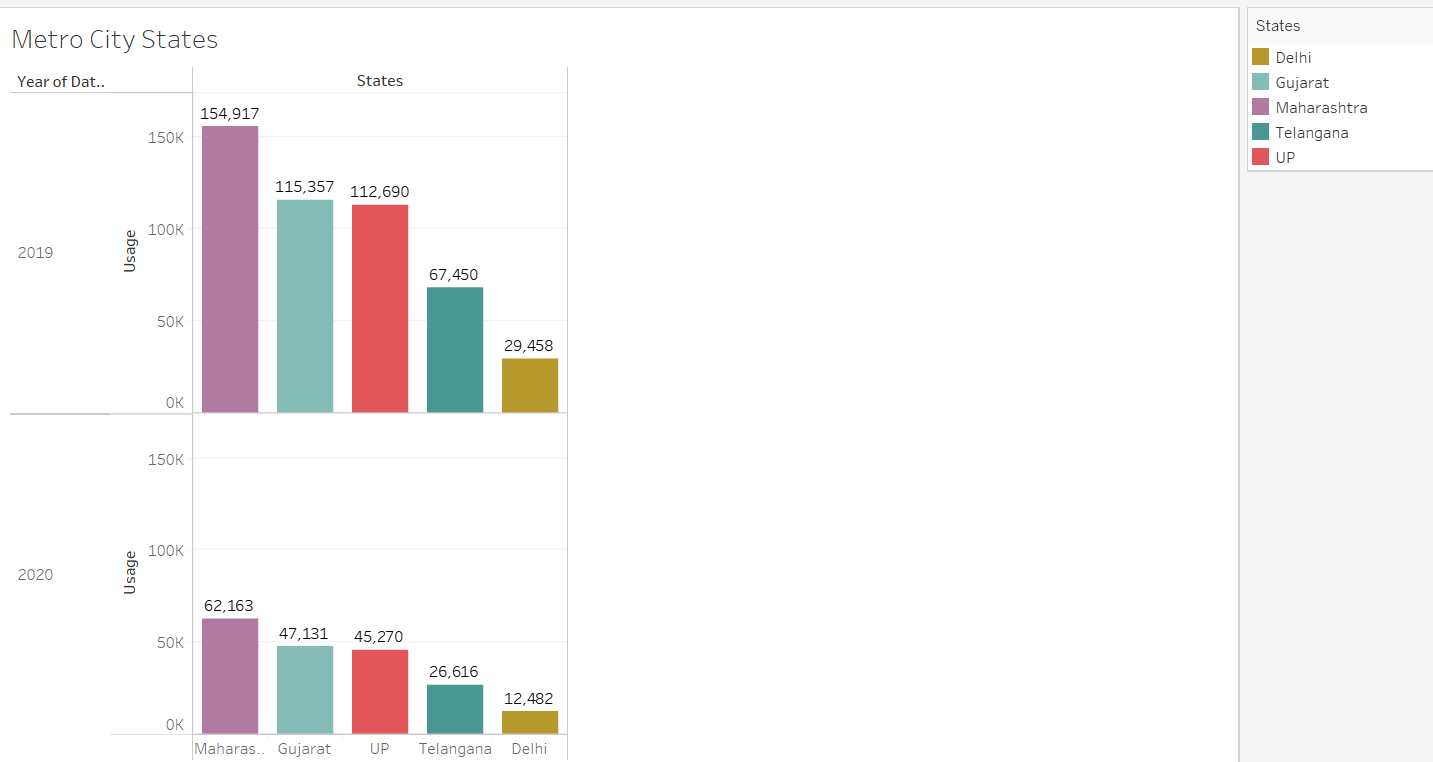 Metro City States
Year of Dat..
States
154,917
150K
115,357
112,690
100K
67,450
2019
Usage
50K
29,458
0K
150K
100K
2020
Usage
62,163
50K
47,131
45,270
26,616
12,482
0K
Maharas..
Gujarat
UP
Telangana
Delhi
States
Delhi
Gujarat
Maharashtra
Telangana
UP